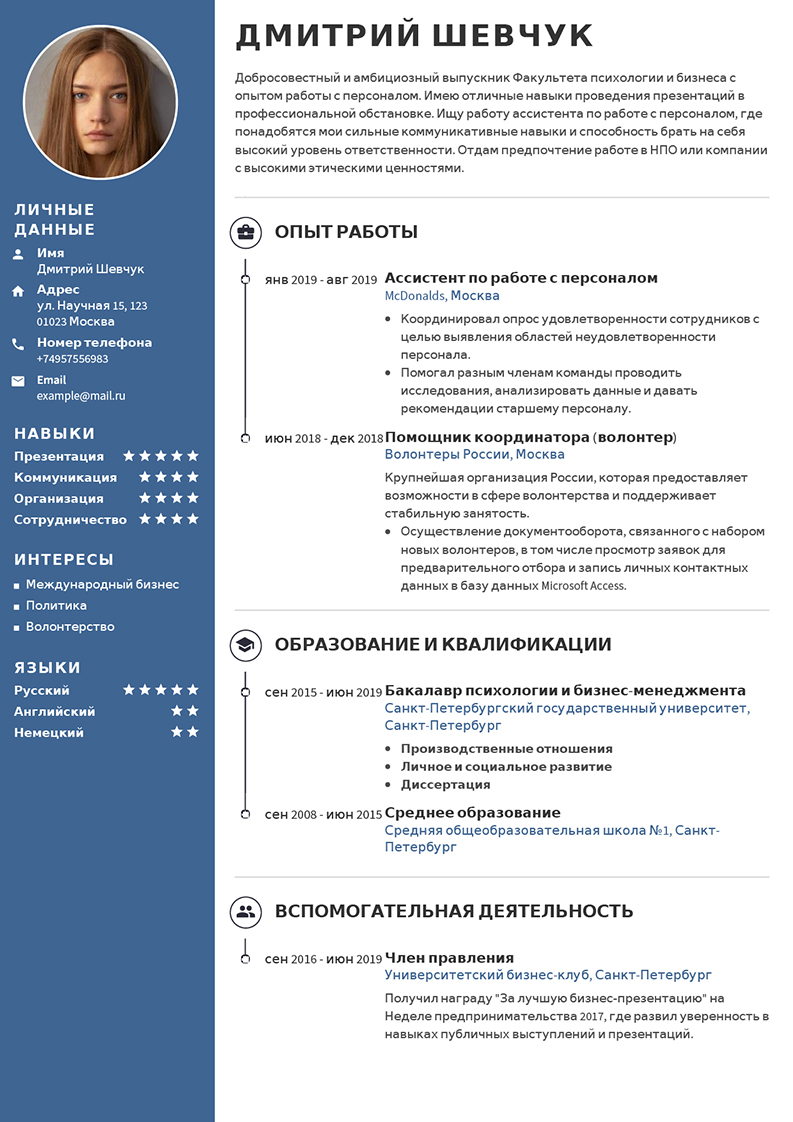 ДМИТРИЙ ШЕВЧУК
Добросовестный и амбициозный выпускник Факультета психологии и бизнеса с
опытом работы с персоналом. Имею отличные навыки проведения презентаций в
профессиональной обстановке. Ищу работу ассистента по работе с персоналом, где
понадобятся мои сильные коммуникативные навыки и способность брать на себя
высокий уровень ответственности. Отдам предпочтение работе в НПО или компании
с высокими этическими ценностями.
ЛИЧНЫЕ
ДАННЫЕ
Имя
Дмитрий Шевчук
Адрес
ул. Научная 15, 123
01023 Москва
Номер телефона
+74957556983
Email
example@mail.ru
НАВЫКИ
Презентация
Коммуникация
Организация
Сотрудничество
ИНТЕРЕСЫ
Международный бизнес
Политика
Волонтерство
ЯЗЫКИ
Русский
Английский
Немецкий
ОПЫТ РАБОТЫ
янв 2019 - авг 2019 Ассистент по работе с персоналом
McDonalds, Москва
• Координировал опрос удовлетворенности сотрудников с
целью выявления областей неудовлетворенности
персонала.
• Помогал разным членам команды проводить
исследования, анализировать данные и давать
рекомендации старшему персоналу.
июн 2018 - дек 2018 Помощник координатора (волонтер)
Волонтеры России, Москва
Крупнейшая организация России, которая предоставляет
возможности в сфере волонтерства и поддерживает
стабильную занятость.
• Осуществление документооборота, связанного с набором
новых волонтеров, в том числе просмотр заявок для
предварительного отбора и запись личных контактных
данных в базу данных Microsoft Access.
ОБРАЗОВАНИЕ И КВАЛИФИКАЦИИ
сен 2015 - июн 2019 Бакалавр психологии и бизнес-менеджмента
Санкт-Петербургский государственный университет,
Санкт-Петербург
• Производственные отношения
• Личное и социальное развитие
• Диссертация
сен 2008 - июн 2015 Среднее образование
Средняя общеобразовательная школа №1, Санкт-
Петербург
ВСПОМОГАТЕЛЬНАЯ ДЕЯТЕЛЬНОСТЬ
сен 2016 - июн 2019 Член правления
Университетский бизнес-клуб, Санкт-Петербург
Получил награду "За лучшую бизнес-презентацию" на
Неделе предпринимательства 2017, где развил уверенность в
навыках публичных выступлений и презентаций.